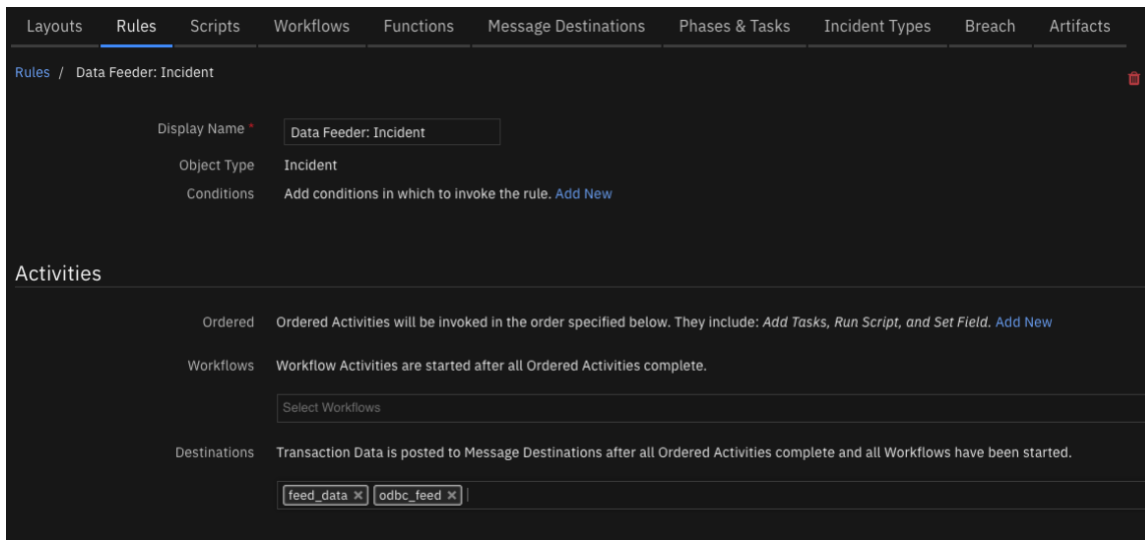 Layouts Rules Scripts Workflows Functions Message Destinations Phases & Tasks Incident Types Breach Artifacts
Rules / Data Feeder: Incident
Display Name * Data Feeder: Incident
Object Type Incident
Conditions Add conditions in which to invoke the rule. Add New
Activities
Ordered Ordered Activities will be invoked in the order specified below. They include: Add Tasks, Run Script, and Set Field. Add New
Workflows Workflow Activities are started after all Ordered Activities complete.
Select Workflows
Destinations Transaction Data is posted to Message Destinations after all Ordered Activities complete and all Workflows have been started.
feed_data × odbc_feed ×